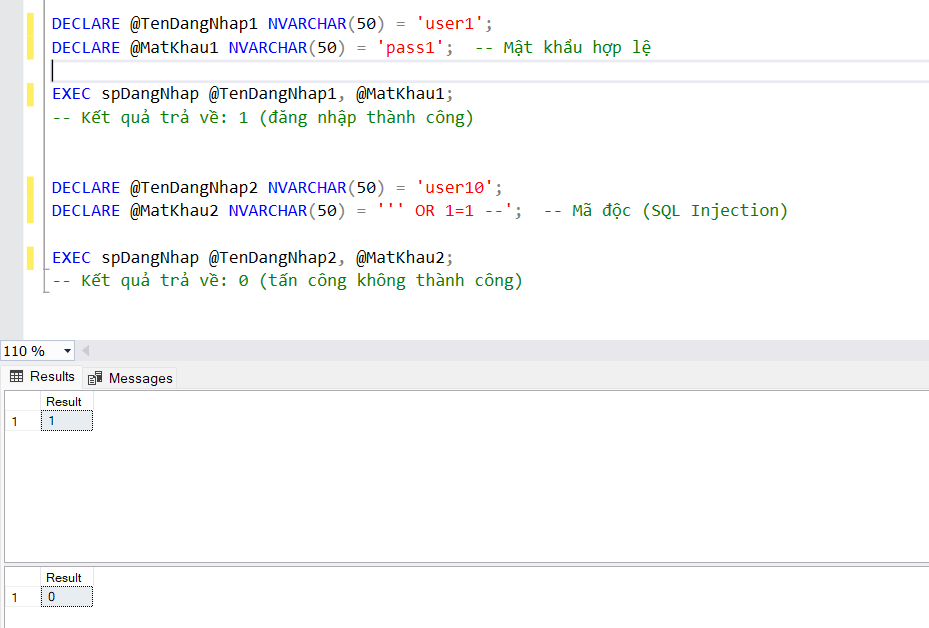 DECLARE @TenDangNhap1 NVARCHAR(50) = 'user1';
DECLARE @MatKhau1 NVARCHAR(50) = 'pass1';  -- Mật khẩu hợp lệ
EXEC spDangNhap @TenDangNhap1, @MatKhau1;
-- Kết quả trả về: 1 (đăng nhập thành công)
DECLARE @TenDangNhap2 NVARCHAR(50) = 'user10';
DECLARE @MatKhau2 NVARCHAR(50) = ''' OR 1=1 --';  -- Mã độc (SQL Injection)
EXEC spDangNhap @TenDangNhap2, @MatKhau2;
-- Kết quả trả về: 0 (tấn công không thành công)
110 %
Results Messages
Result
1 1
Result
1 0